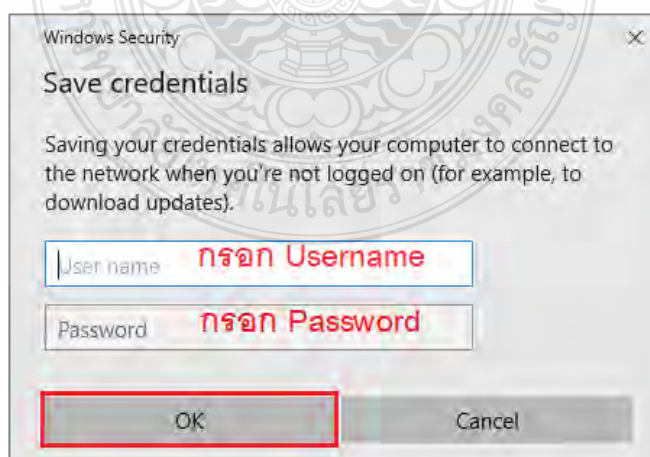 Windows Security
Save credentials
Saving your credentials allows your computer to connect to
the network when you're not logged on (for example, to
download updates).
User name กรอก Username
Password กรอก Password
OK Cancel